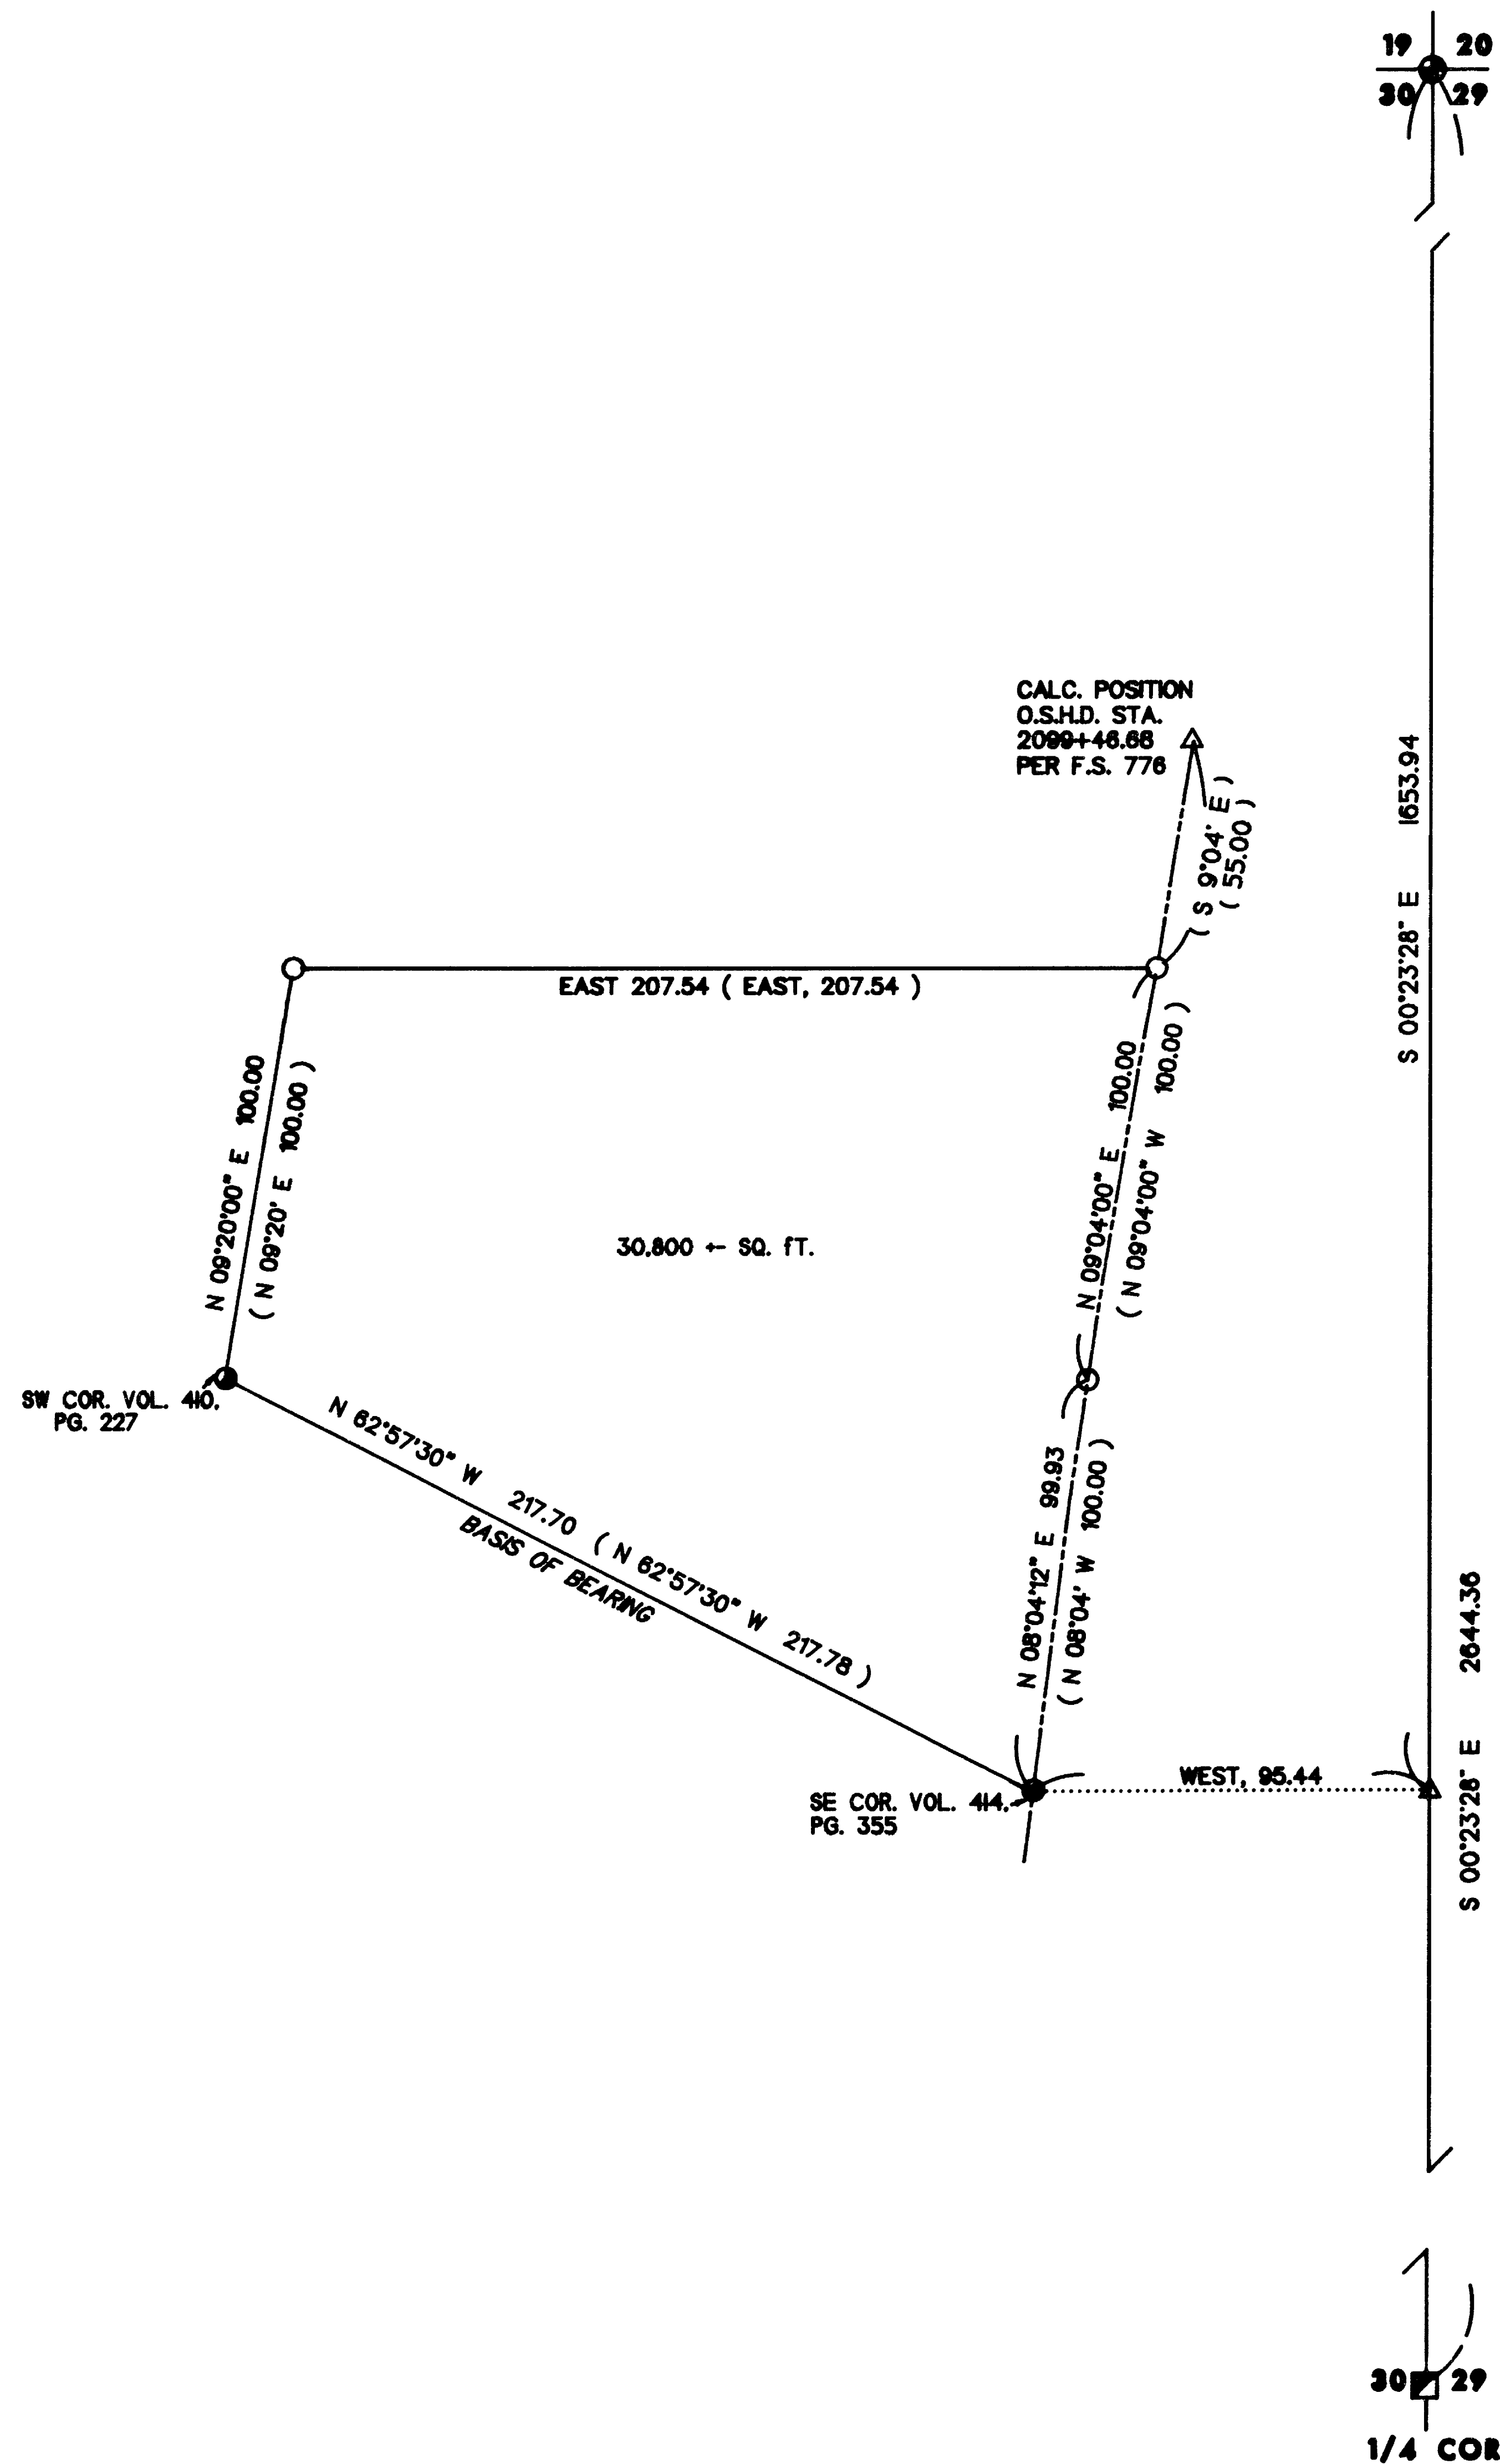 19 20
30 29
CALC. POSITION
O.S.H.D. STA.
2099+46.68
PER F.S. 776
( S 9°04' E )
( 55.00 )
S 00°23'28" E 1653.94
EAST 207.54 ( EAST, 207.54 )
N 09°20'00" E 100.00
( N 09°20' E 100.00 )
N 09°04'00" E 100.00
( N 09°04'00" W 100.00 )
30,800 +- SQ. fT.
SW COR. VOL. 410,
PG. 227
N 62°57'30" W 217.70 ( N 62°57'30" W 217.78 )
BASIS OF BEARING
N 08°04'12" E 99.93
( N 08°04' W 100.00 )
S 00°23'28" E 2644.36
WEST, 95.44
SE COR. VOL. 414,
PG. 355
30 29
1/4 COR